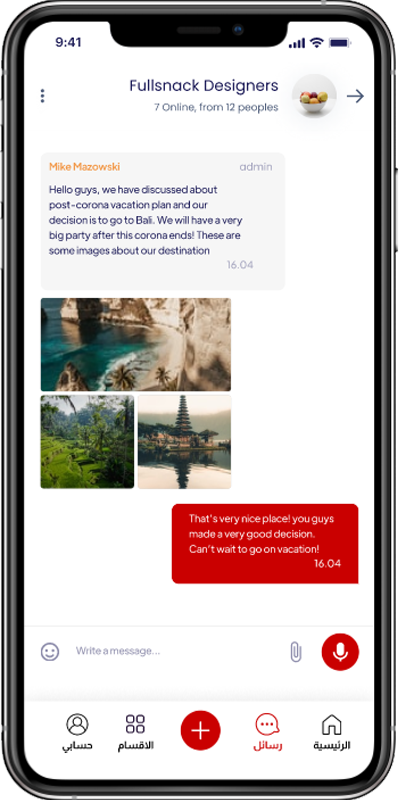 9:41
Fullsnack Designers
7 Online, from 12 peoples
Mike Mazowski admin
Hello guys, we have discussed about
post-corona vacation plan and our
decision is to go to Bali. We will have a very
big party after this corona ends! These are
some images about our destination
16.04
That's very nice place! you guys
made a very good decision.
Can't wait to go on vacation!
16.04
Write a message...
الرئيسية
رسائل
الاقسام
حسابي